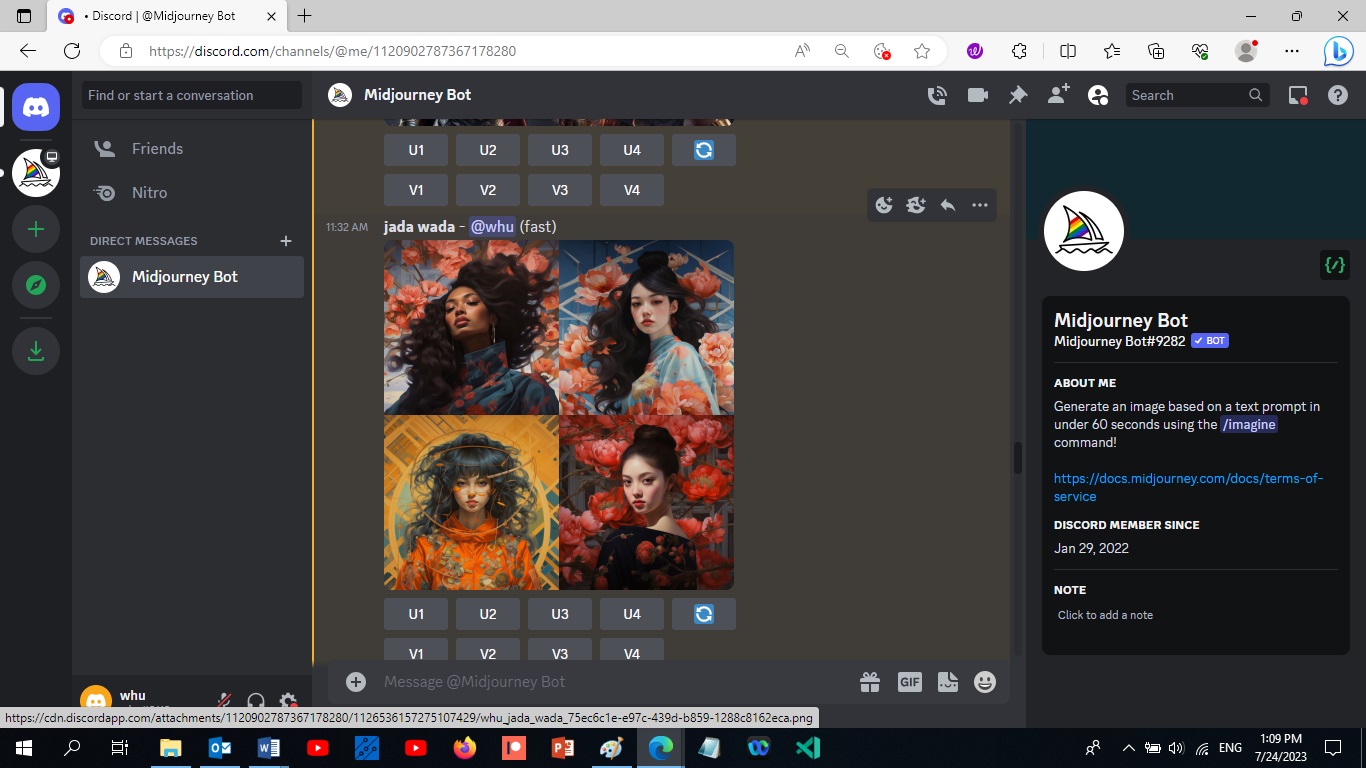 • Discord | @Midjourney Bot
https://discord.com/channels/@me/1120902787367178280
Find or start a conversation
Midjourney Bot
Search
Friends
Nitro
DIRECT MESSAGES
Midjourney Bot
U1 U2 U3 U4
V1 V2 V3 V4
11:32 AM jada wada - @whu (fast)
U1 U2 U3 U4
V1 V2 V3 V4
Message @Midjourney Bot
GIF
Midjourney Bot
Midjourney Bot#9282 BOT
ABOUT ME
Generate an image based on a text prompt in
under 60 seconds using the /imagine
command!
https://docs.midjourney.com/docs/terms-of-
service
DISCORD MEMBER SINCE
Jan 29, 2022
NOTE
Click to add a note
whu
https://cdn.discordapp.com/attachments/1120902787367178280/1126536157275107429/whu_jada_wada_75ec6c1e-e97c-439d-b859-1288c8162eca.png
ENG
1:09 PM
7/24/2023